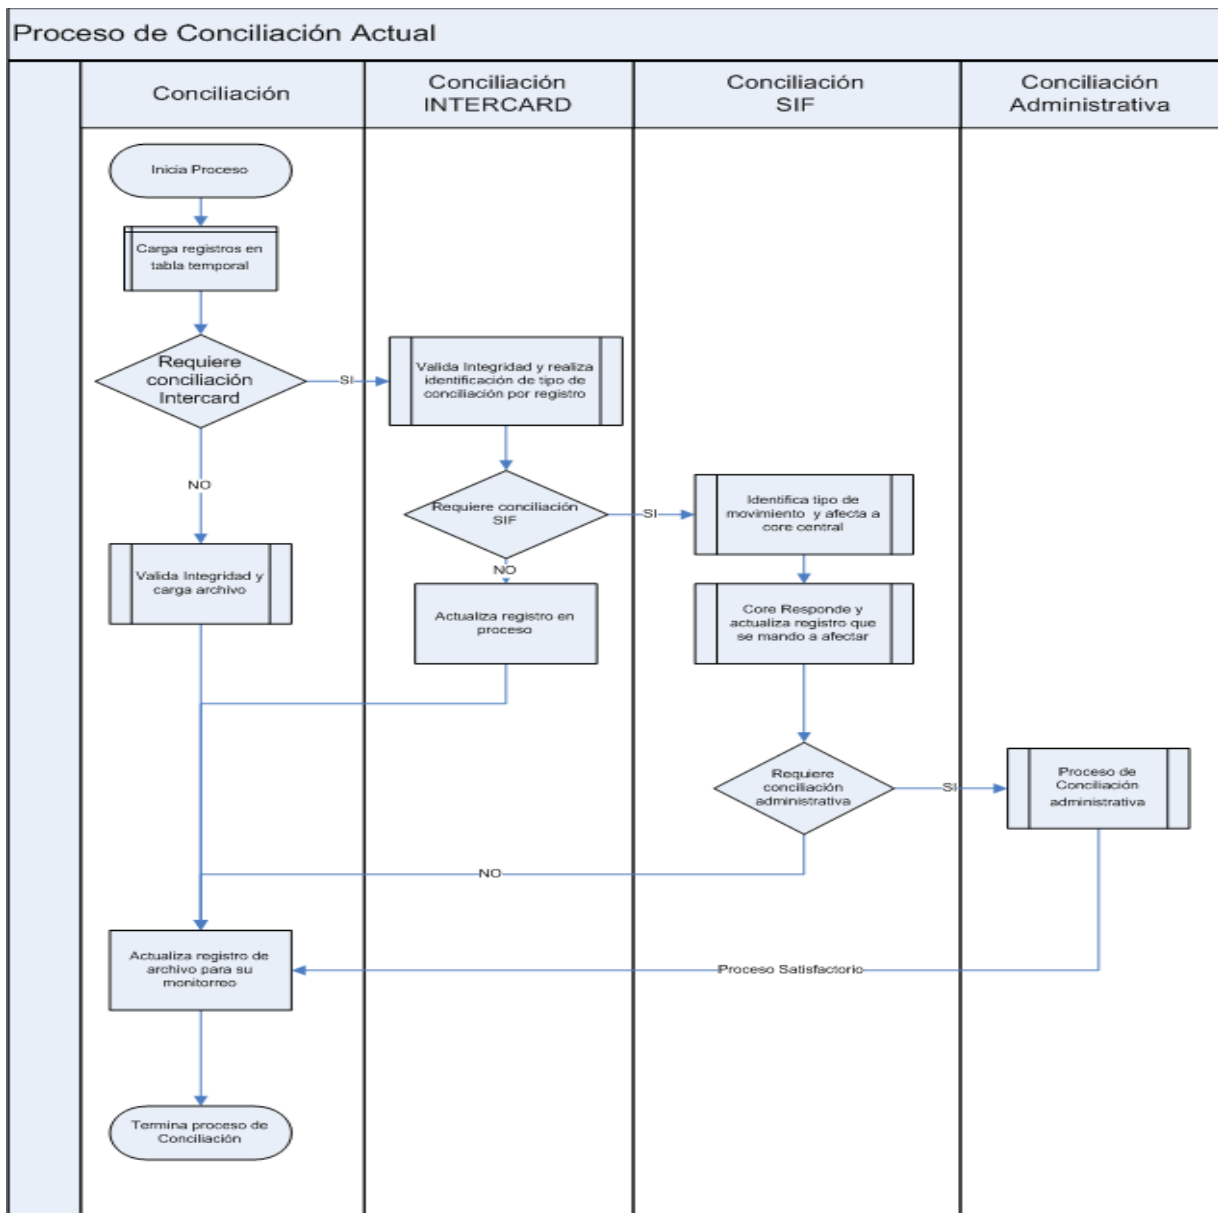 Proceso de Conciliación Actual
Conciliación
Conciliación
INTERCARD
Conciliación
SIF
Conciliación
Administrativa
Inicia Proceso
Carga registros en
tabla temporal
Requiere
conciliación
Intercard
SI
Valida Integridad y realiza
identificación de tipo de
conciliación por registro
NO
Requiere conciliación
SIF
SI
Identifica tipo de
movimiento y afecta a
core central
Valida Integridad y
carga archivo
NO
Actualiza registro en
proceso
Core Responde y
actualiza registro que
se mando a afectar
Requiere
conciliación
administrativa
SI
Proceso de
Conciliación
administrativa
NO
Actualiza registro de
archivo para su
monitorreo
Proceso Satisfactorio
Termina proceso de
Conciliación